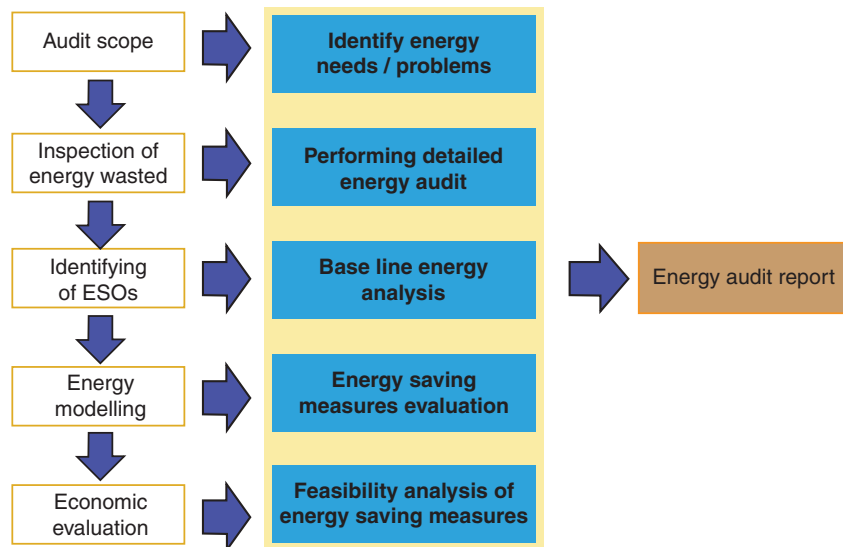 Audit scope
Identify energy
needs / problems
Inspection of
energy wasted
Performing detailed
energy audit
Identifying
of ESOs
Base line energy
analysis
Energy audit report
Energy
modelling
Energy saving
measures evaluation
Economic
evaluation
Feasibility analysis of
energy saving measures